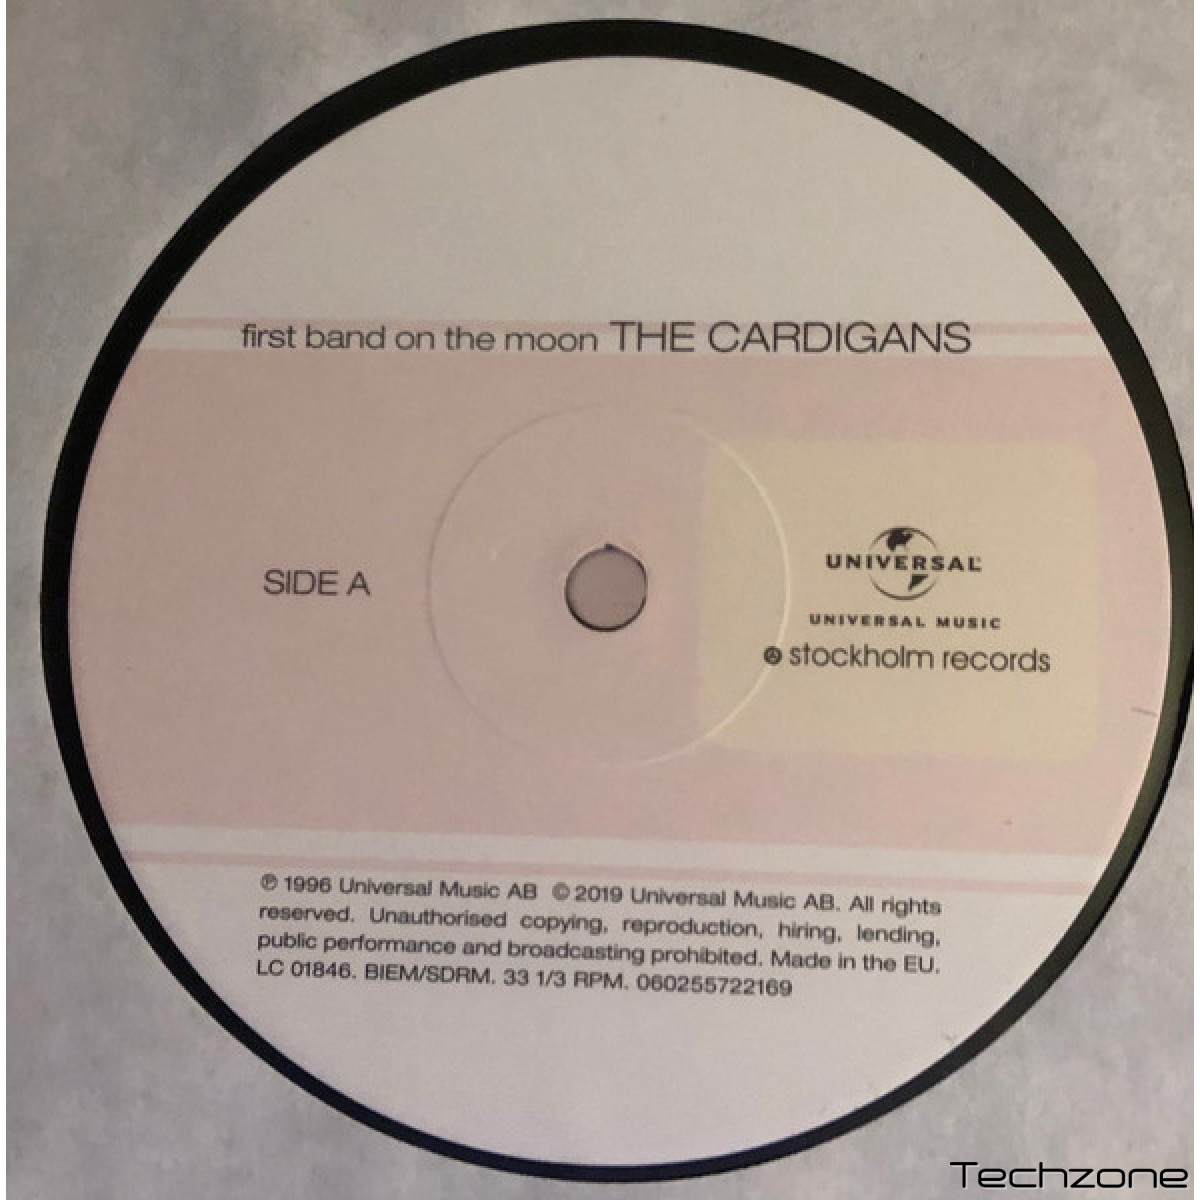 first band on the moon THE CARDIGANS
SIDE A
UNIVERSAL
UNIVERSAL MUSIC
stockholm records
℗ 1996 Universal Music AB © 2019 Universal Music AB. All rights
reserved. Unauthorised copying, reproduction, hiring, lending,
public performance and broadcasting prohibited. Made in the EU.
LC 01846. BIEM/SDRM. 33 1/3 RPM. 060255722169
Techzone